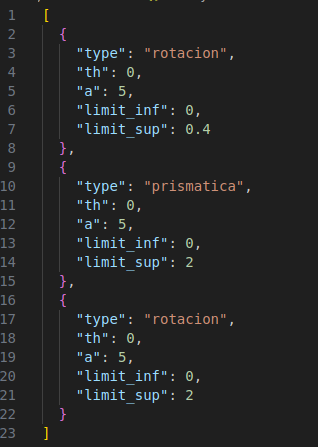 1 [
2 {
3 "type": "rotacion",
4 "th": 0,
5 "a": 5,
6 "limit_inf": 0,
7 "limit_sup": 0.4
8 },
9 {
10 "type": "prismatica",
11 "th": 0,
12 "a": 5,
13 "limit_inf": 0,
14 "limit_sup": 2
15 },
16 {
17 "type": "rotacion",
18 "th": 0,
19 "a": 5,
20 "limit_inf": 0,
21 "limit_sup": 2
22 }
23 ]